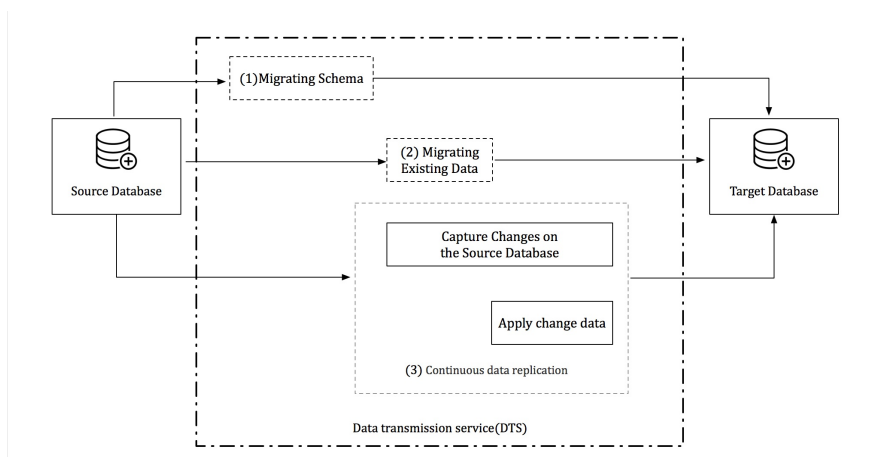 (1)Migrating Schema
Source Database
(2) Migrating
Existing Data
Target Database
Capture Changes on
the Source Database
Apply change data
(3) Continuous data replication
Data transmission service(DTS)